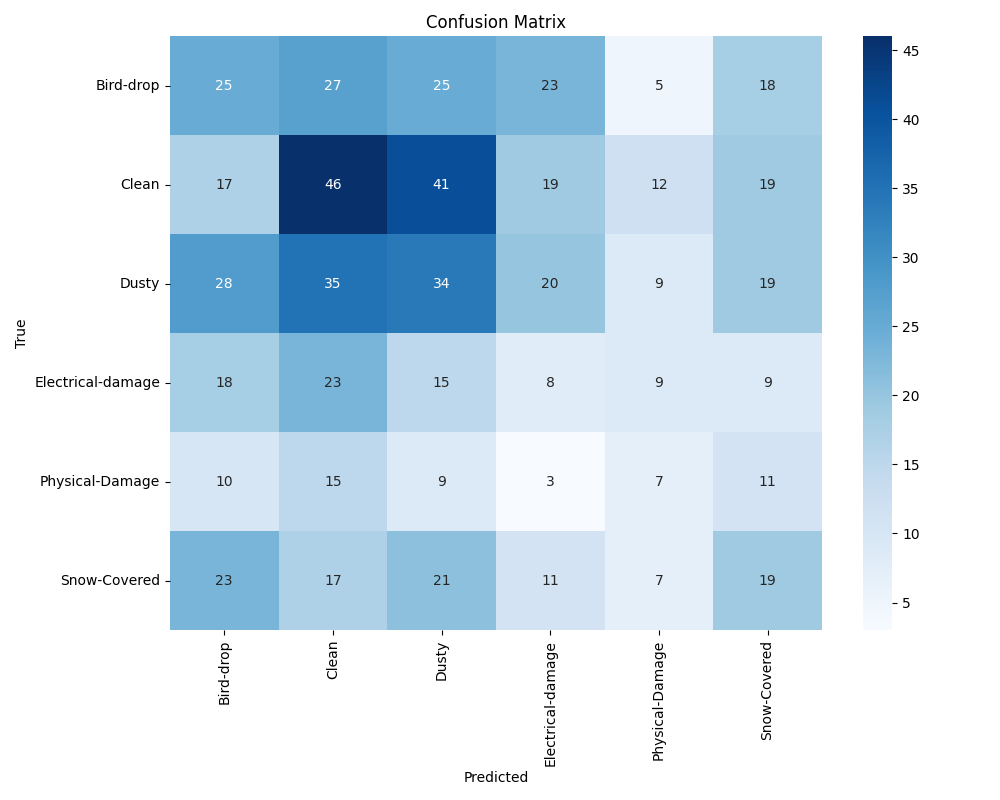 Confusion Matrix
Bird-drop 25 27 25 23 5 18
Clean 17 46 41 19 12 19
Dusty 28 35 34 20 9 19
Electrical-damage 18 23 15 8 9 9
Physical-Damage 10 15 9 3 7 11
Snow-Covered 23 17 21 11 7 19
True
Bird-drop
Clean
Dusty
Electrical-damage
Physical-Damage
Snow-Covered
Predicted
45
40
35
30
25
20
15
10
5